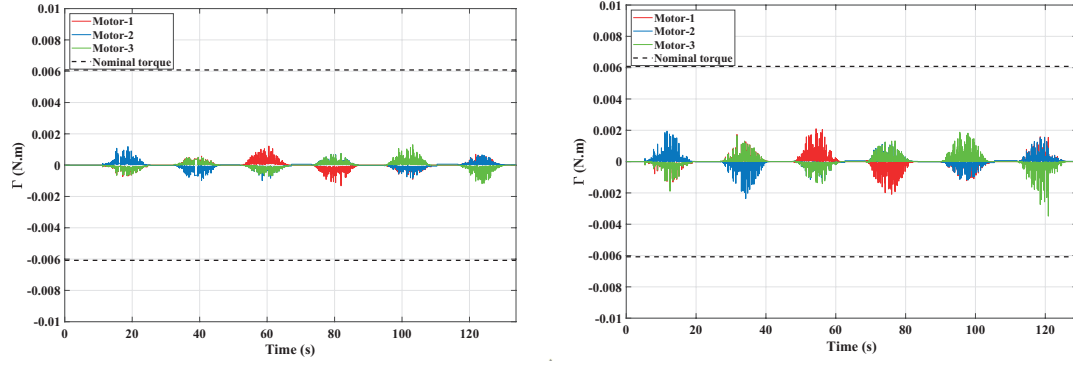 0.01
0.008
0.006
0.004
0.002
0
-0.002
-0.004
-0.006
-0.008
-0.01
Γ (N.m)
Motor-1
Motor-2
Motor-3
Nominal torque
0 20 40 60 80 100 120
Time (s)
0.01
0.008
0.006
0.004
0.002
0
-0.002
-0.004
-0.006
-0.008
-0.01
Γ (N.m)
Motor-1
Motor-2
Motor-3
Nominal torque
0 20 40 60 80 100 120
Time (s)